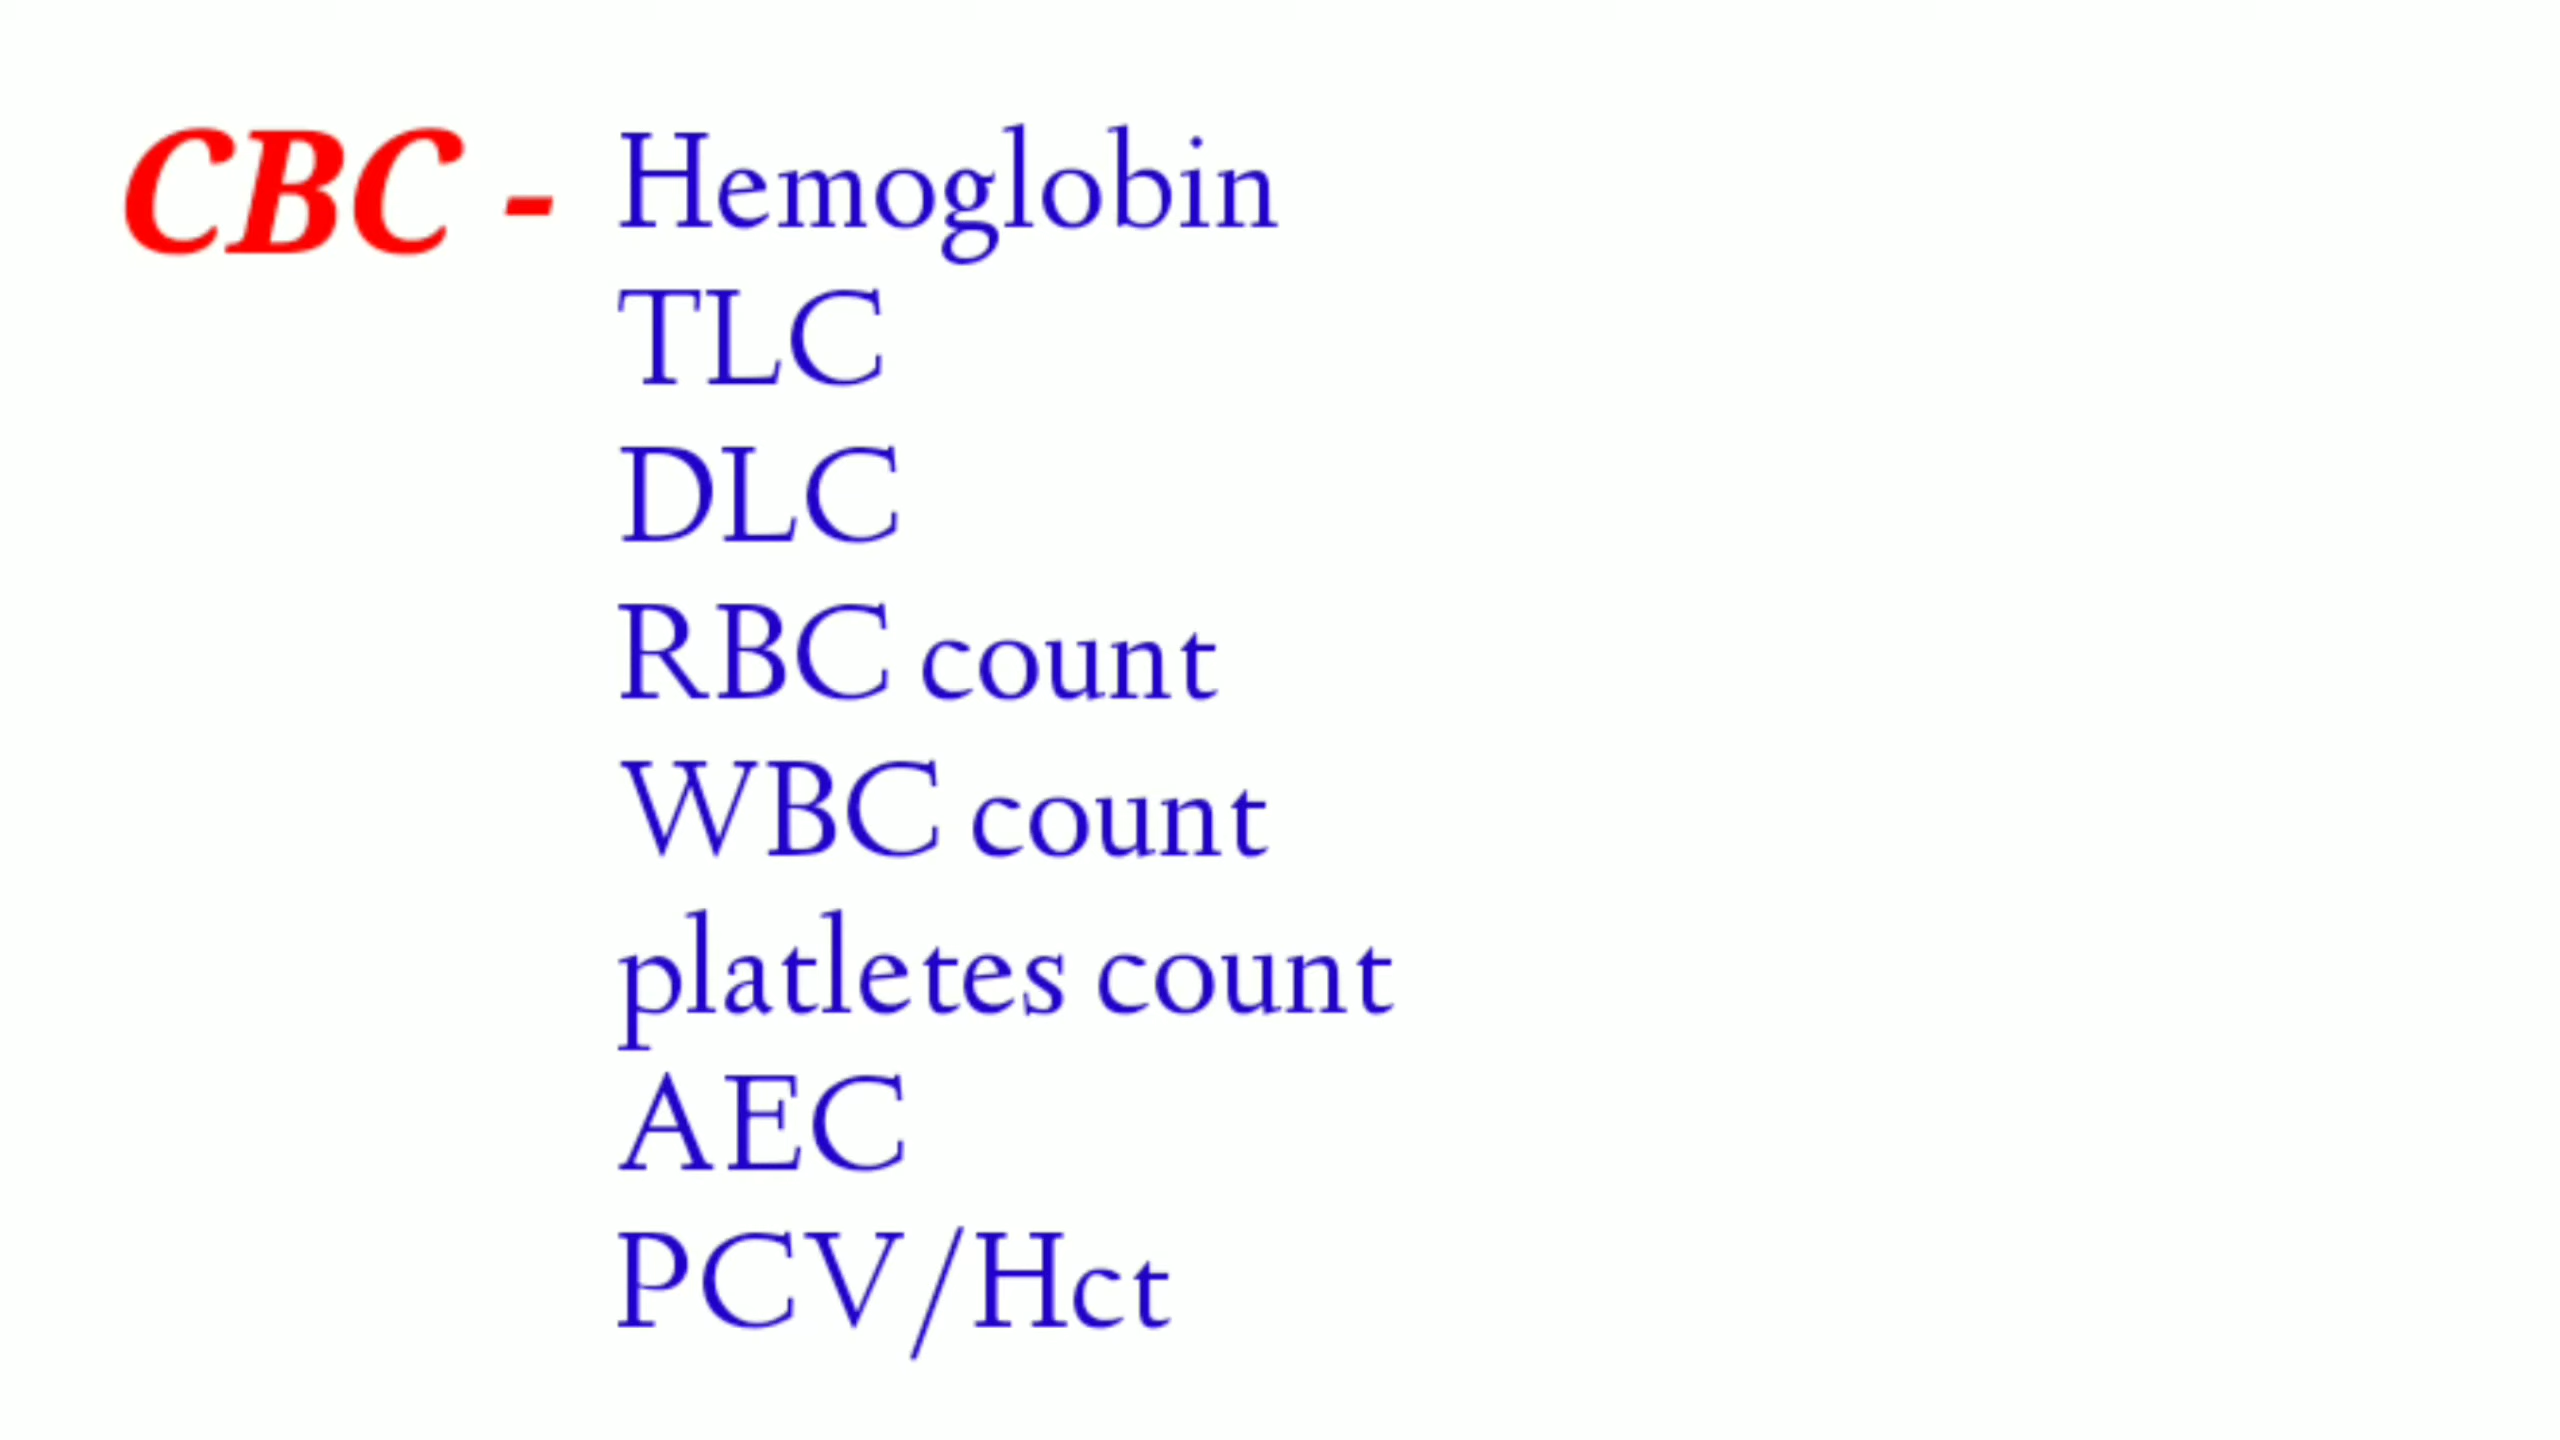 CBC - Hemoglobin
TLC
DLC
RBC count
WBC count
platletes count
AEC
PCV/Hct